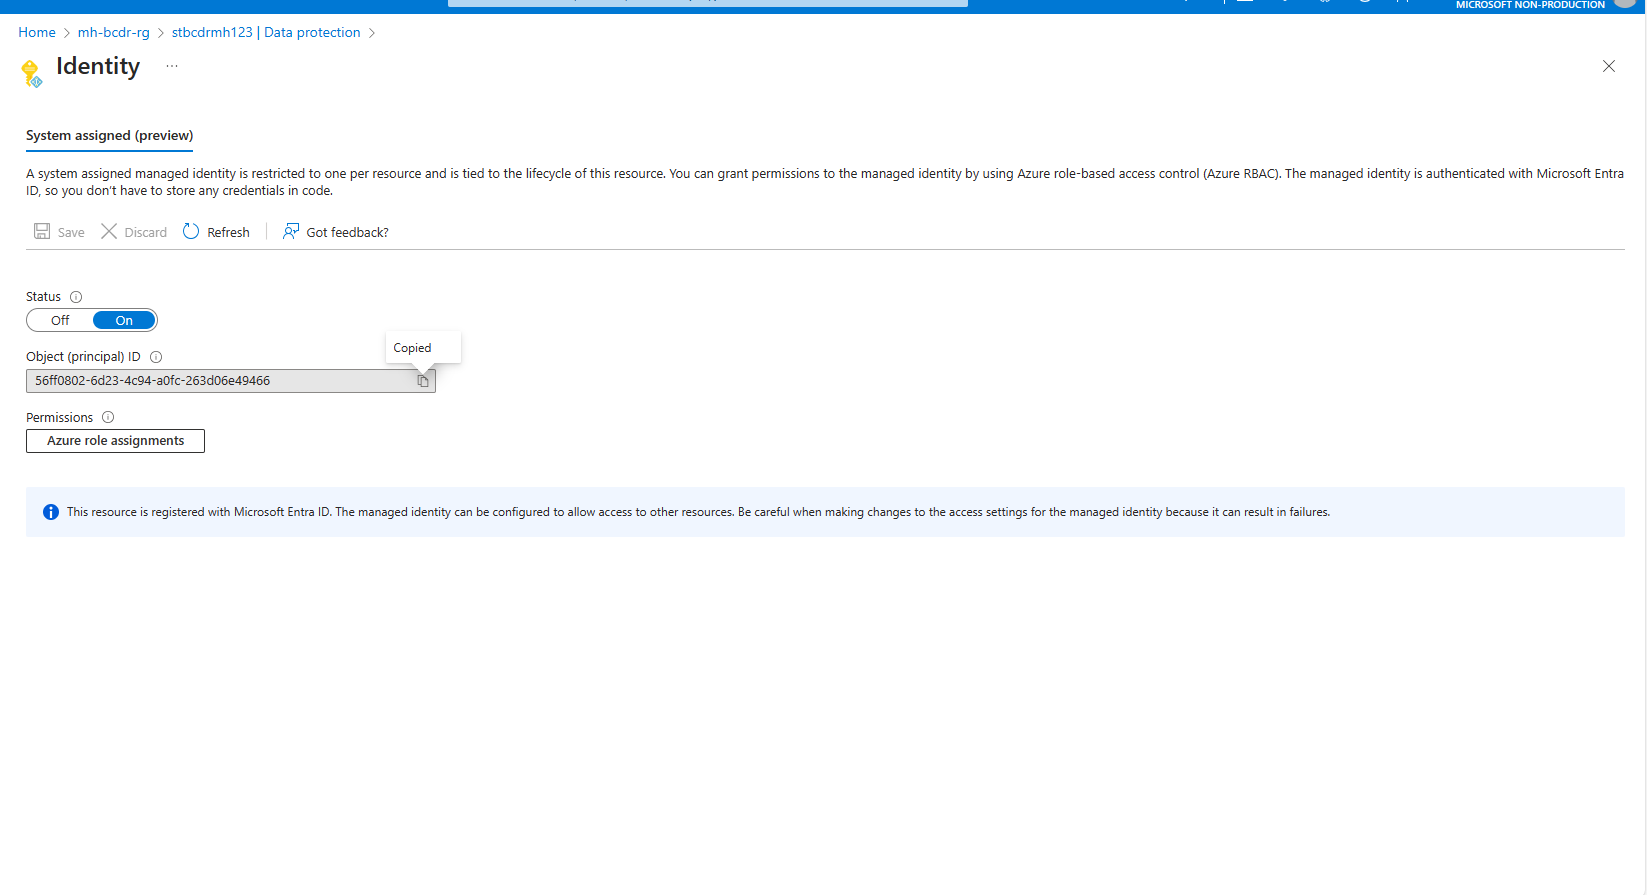 MICROSOFT NON-PRODUCTION
Home > mh-bcdr-rg > stbcdrmh123 | Data protection >
Identity ...
System assigned (preview)
A system assigned managed identity is restricted to one per resource and is tied to the lifecycle of this resource. You can grant permissions to the managed identity by using Azure role-based access control (Azure RBAC). The managed identity is authenticated with Microsoft Entra
ID, so you don't have to store any credentials in code.
Save Discard Refresh Got feedback?
Status
Off On
Object (principal) ID
Copied
56ff0802-6d23-4c94-a0fc-263d06e49466
Permissions
Azure role assignments
This resource is registered with Microsoft Entra ID. The managed identity can be configured to allow access to other resources. Be careful when making changes to the access settings for the managed identity because it can result in failures.